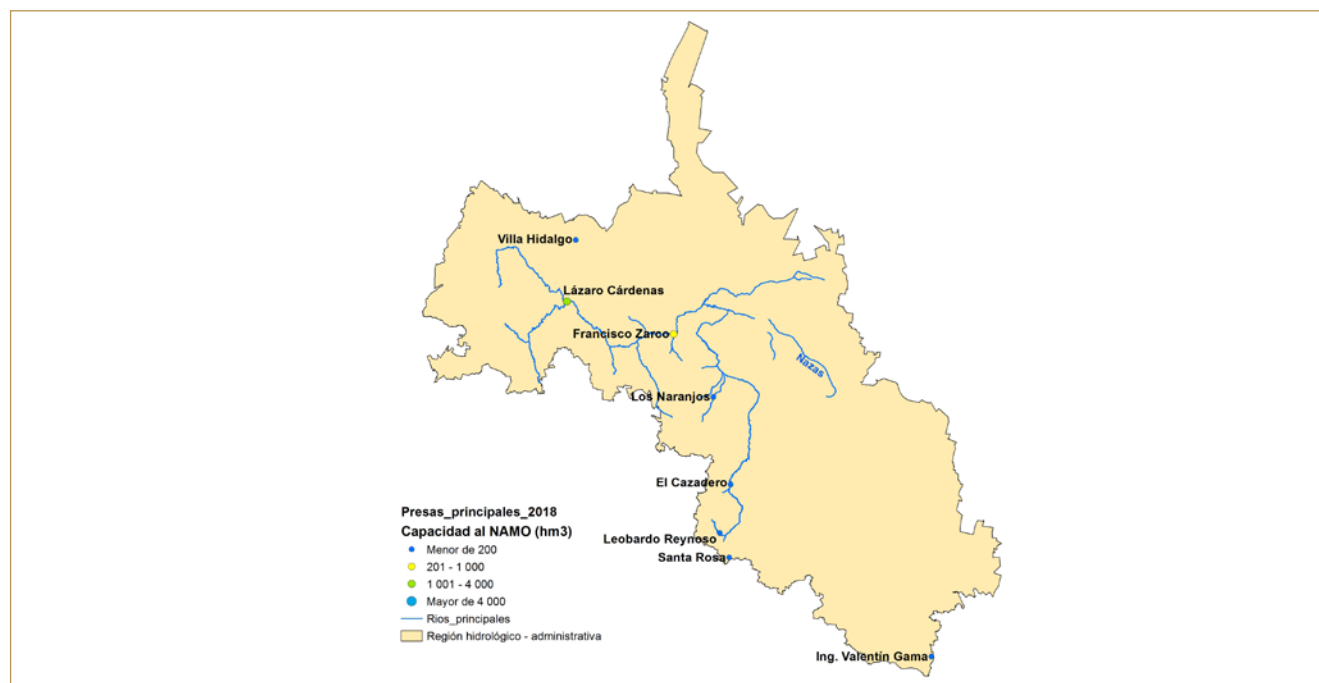 Villa Hidalgo
Lázaro Cárdenas
Francisco Zarco
Nazas
Los Naranjos
El Cazadero
Leobardo Reynoso
Santa Rosa
Ing. Valentín Gama
Presas_principales_2018
Capacidad al NAMO (hm3)
Menor de 200
201 - 1 000
1 001 - 4 000
Mayor de 4 000
Rios_principales
Región hidrológico - administrativa